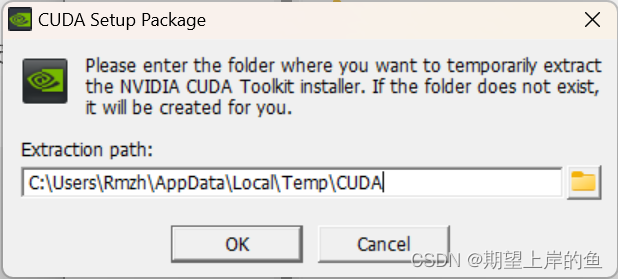 CUDA Setup Package
Please enter the folder where you want to temporarily extract
the NVIDIA CUDA Toolkit installer. If the folder does not exist,
it will be created for you.
Extraction path:
C:\Users\Rmzh\AppData\Local\Temp\CUDA
OK Cancel
CSDN @期望上岸的鱼